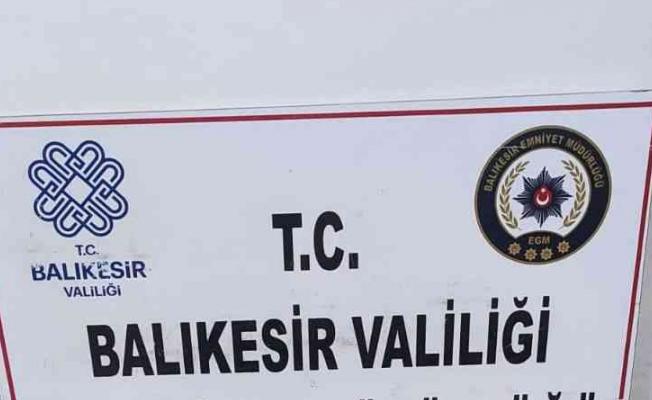 T.C.
BALIKESİR
VALİLİĞİ
BALIKESİR EMNİYET MÜDÜRLÜĞÜ
EGM
T.C.
BALIKESİR VALİLİĞİ